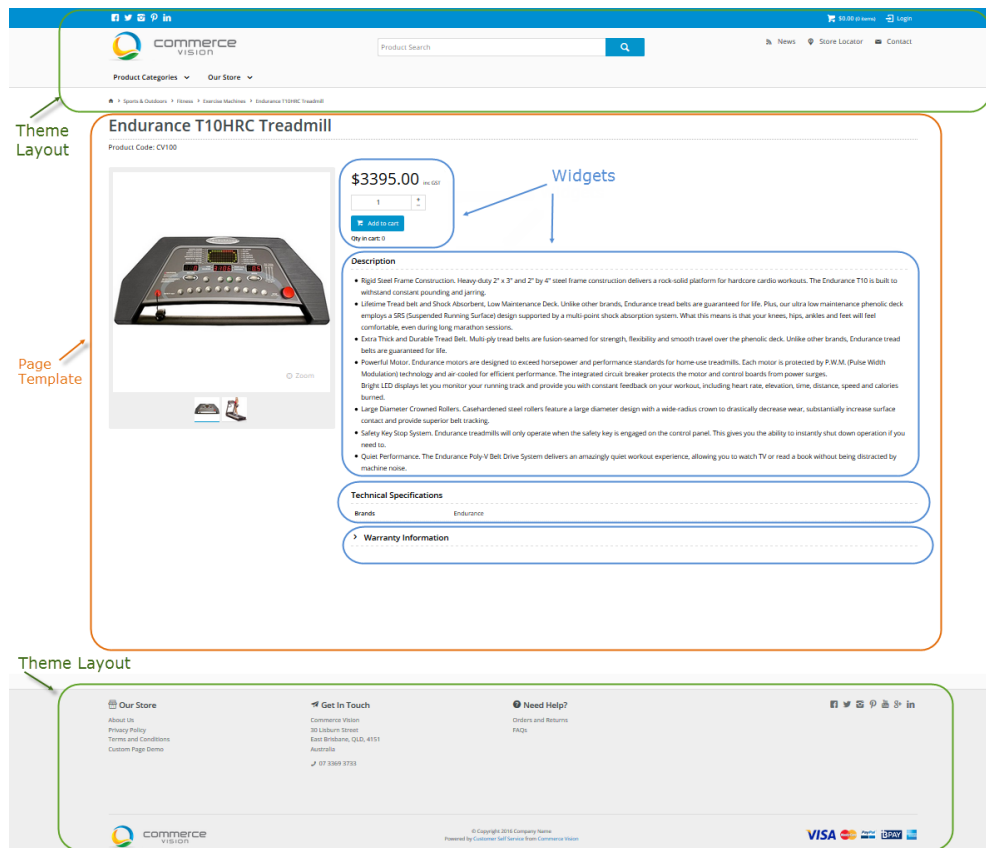 $0.00 (0 items) Login
commerce
vision
Product Search
News Store Locator Contact
Product Categories Our Store
Sports & Outdoors Fitness Exercise Machines Endurance T10HRC Treadmill
Theme
Layout
Endurance T10HRC Treadmill
Product Code: CV100
$3395.00 inc GST
1
Add to cart
Qty in cart: 0
Widgets
Description
• Rigid Steel Frame Construction. Heavy-duty 2" x 3" and 2" by 4" steel frame construction delivers a rock-solid platform for hardcore cardio workouts. The Endurance T10 is built to
withstand constant pounding and jarring.
• Lifetime Tread belt and Shock Absorbent, Low Maintenance Deck. Unlike other brands, Endurance tread belts are guaranteed for life. Plus, our ultra low maintenance phenolic deck
employs a SRS (Suspended Running Surface) design supported by a multi-point shock absorption system. What this means is that your knees, hips, ankles and feet will feel
comfortable, even during long marathon sessions.
• Extra Thick and Durable Tread Belt. Multi-ply tread belts are fusion-seamed for strength, flexibility and smooth travel over the phenolic deck. Unlike other brands, Endurance tread
belts are guaranteed for life.
• Powerful Motor. Endurance motors are designed to exceed horsepower and performance standards for home-use treadmills. Each motor is protected by P.W.M. (Pulse Width
Modulation) technology and air-cooled for efficient performance. The integrated circuit breaker protects the motor and control boards from power surges.
Bright LED displays let you monitor your running track and provide you with constant feedback on your workout, including heart rate, elevation, time, distance, speed and calories
burned.
• Large Diameter Crowned Rollers. Casehardened steel rollers feature a large diameter design with a wide-radius crown to drastically decrease wear, substantially increase surface
contact and provide superior belt tracking.
• Safety Key Stop System. Endurance treadmills will only operate when the safety key is engaged on the control panel. This gives you the ability to instantly shut down operation if you
need to.
• Quiet Performance. The Endurance Poly-V Belt Drive System delivers an amazingly quiet workout experience, allowing you to watch TV or read a book without being distracted by
machine noise.
Zoom
Page
Template
Technical Specifications
Brands Endurance
Warranty Information
Theme Layout
Our Store
About Us
Privacy Policy
Terms and Conditions
Custom Page Demo
Get In Touch
Commerce Vision
30 Lisburn Street
East Brisbane, QLD, 4151
Australia
07 3369 3733
Need Help?
Orders and Returns
FAQs
commerce
vision
© Copyright 2016 Company Name
Powered by Customer Self Service from Commerce Vision
VISA PayPal BPAY